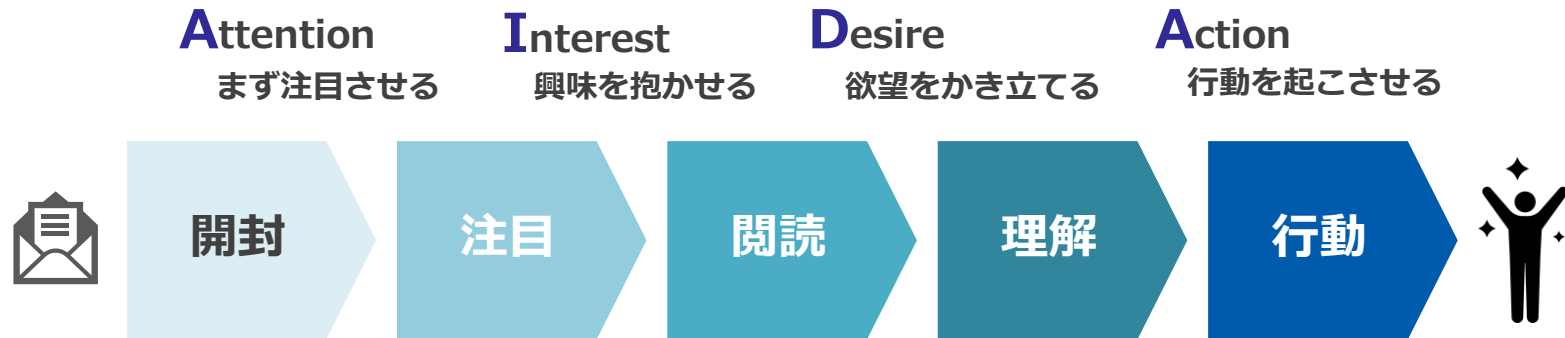 Attention
まず注目させる
Interest
興味を抱かせる
Desire
欲望をかき立てる
Action
行動を起こさせる
開封
注目
閲読
理解
行動